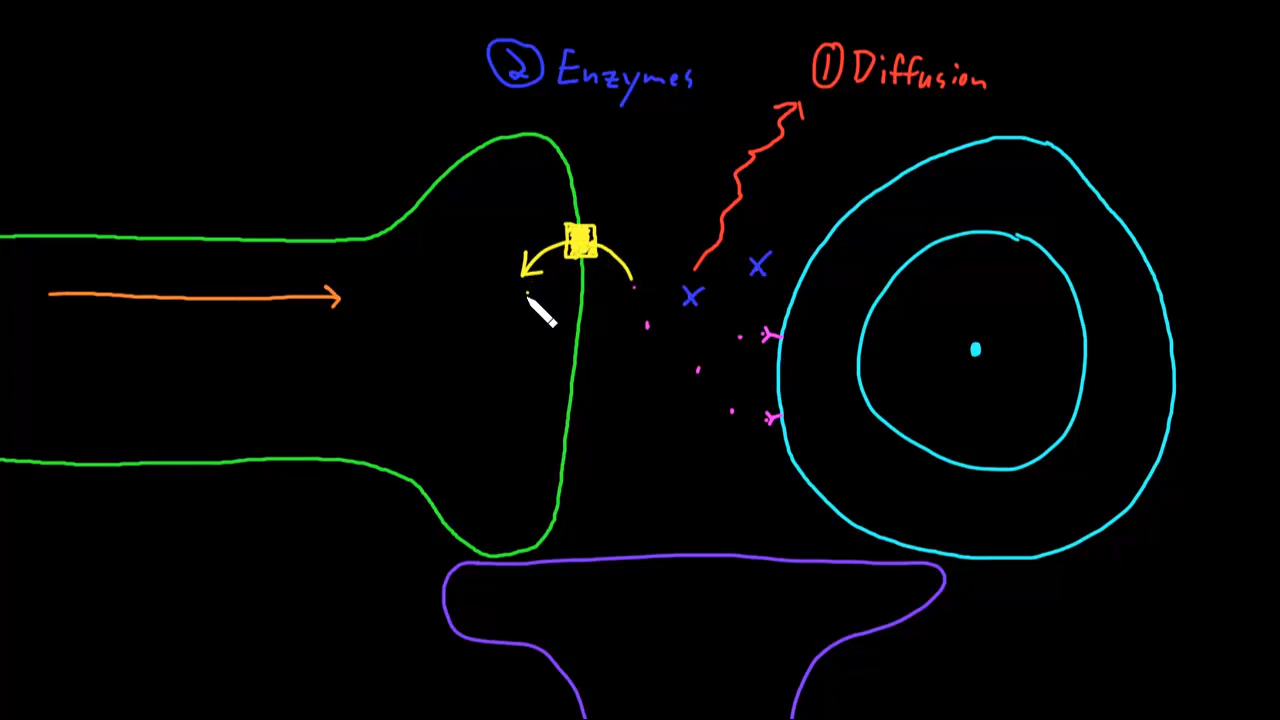 ② Enzymes
① Diffusion